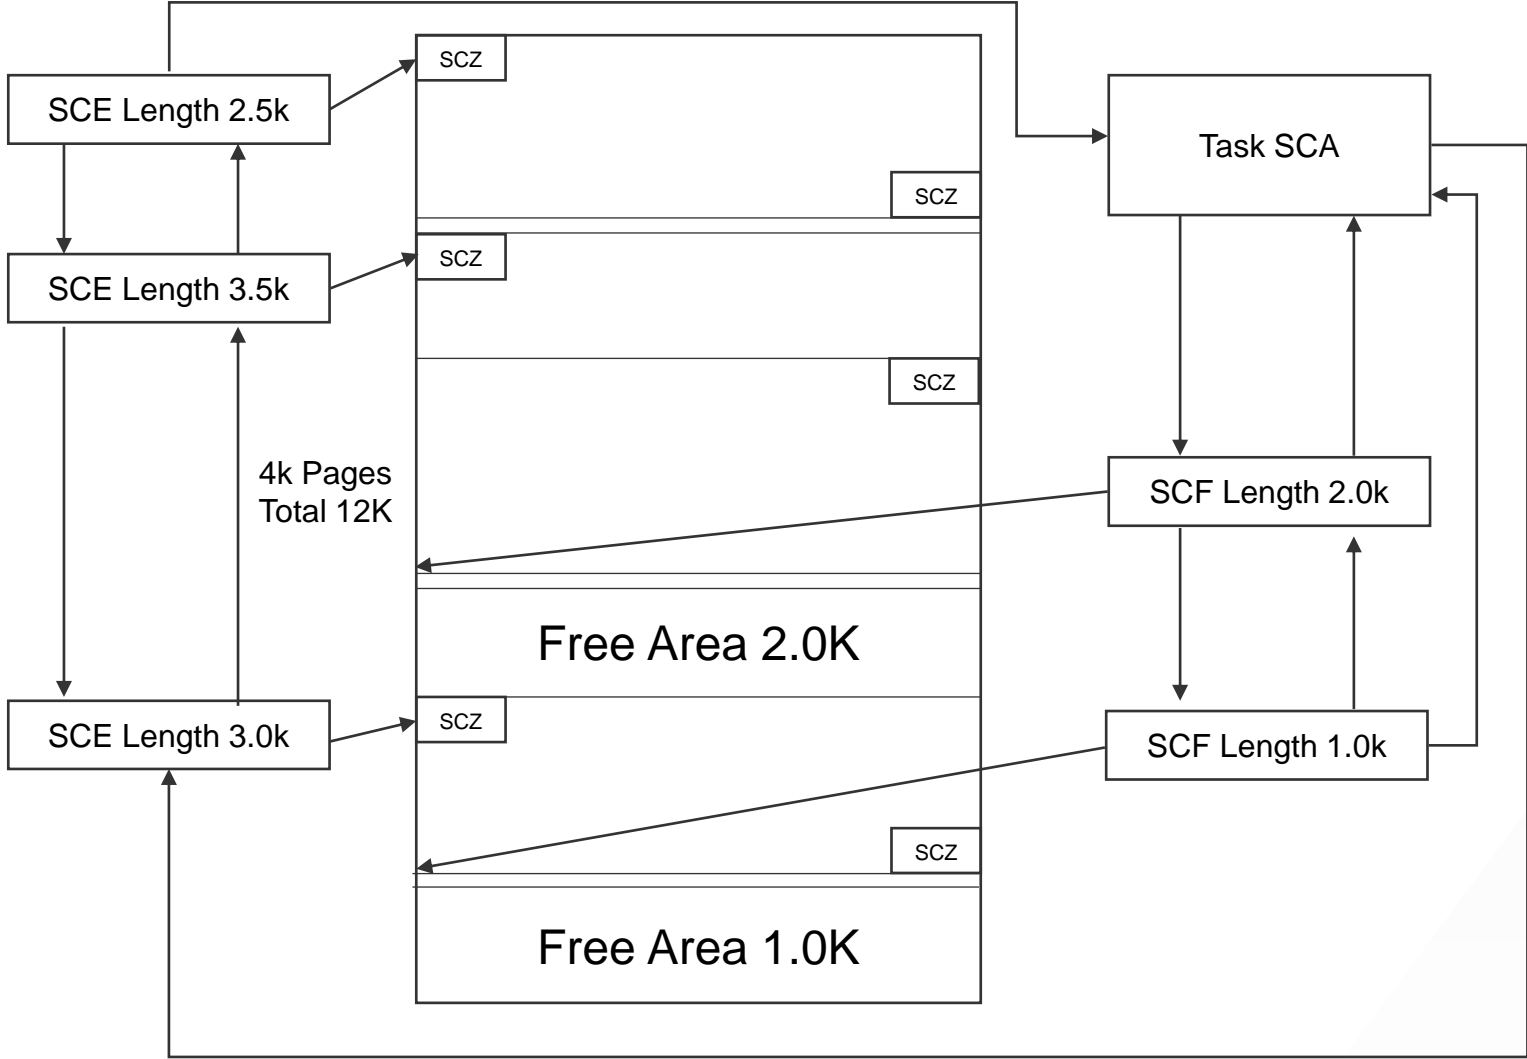 SCZ
SCE Length 2.5k
Task SCA
SCZ
SCZ
SCE Length 3.5k
SCZ
4k Pages
Total 12K
SCF Length 2.0k
Free Area 2.0K
SCZ
SCE Length 3.0k
SCF Length 1.0k
SCZ
Free Area 1.0K